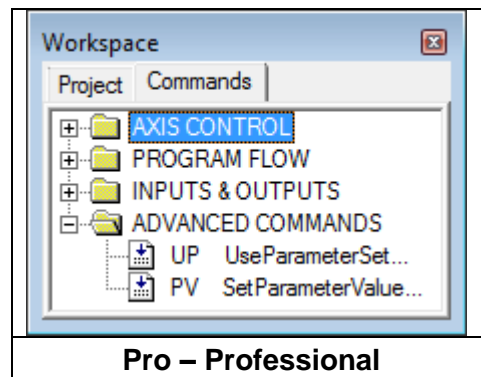 Workspace
Project Commands
AXIS CONTROL
PROGRAM FLOW
INPUTS & OUTPUTS
ADVANCED COMMANDS
UP UseParameterSet...
PV SetParameterValue...
Pro – Professional